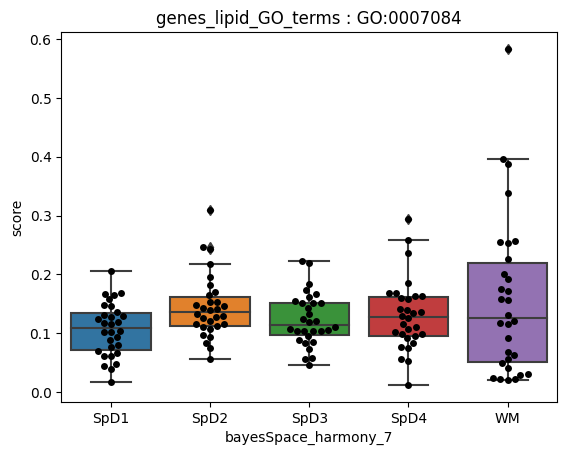 genes_lipid_GO_terms : GO:0007084
0.6
0.5
0.4
0.3
0.2
0.1
0.0
score
SpD1 SpD2 SpD3 SpD4 WM
bayesSpace_harmony_7